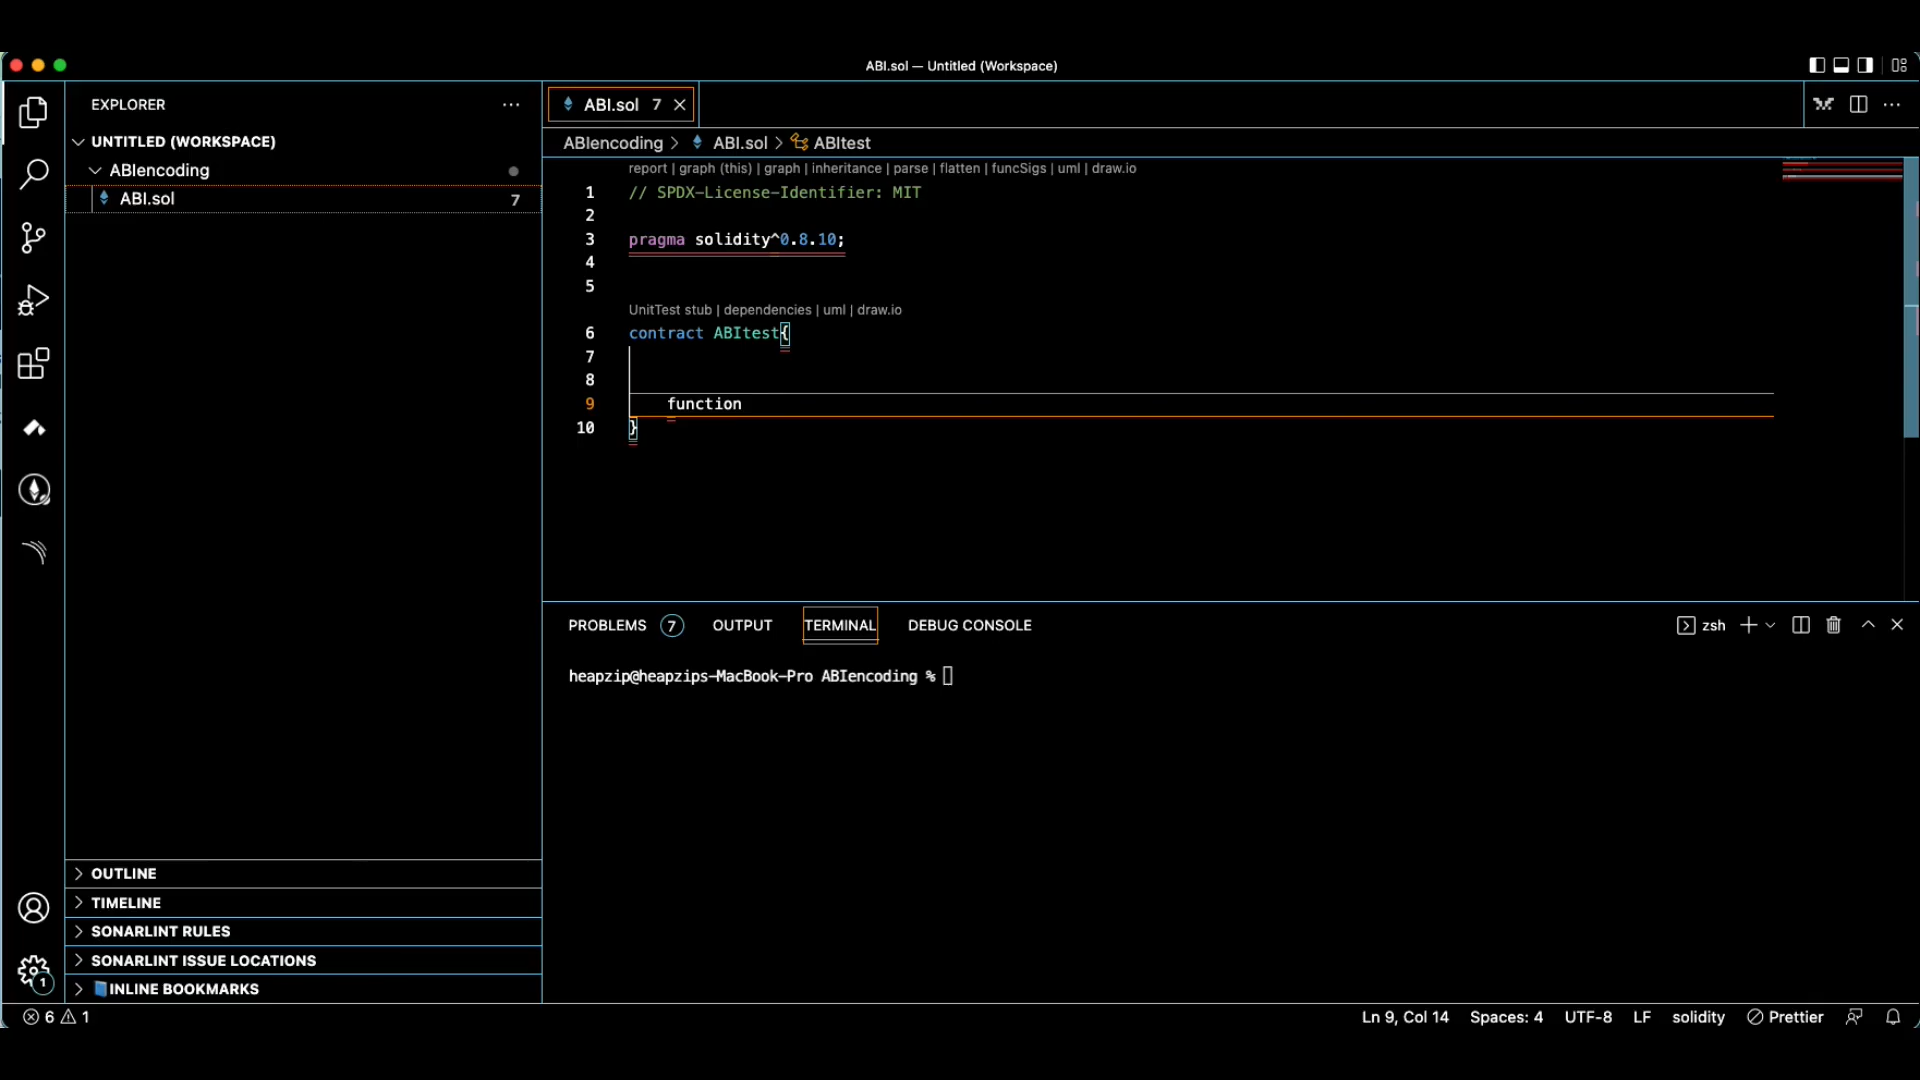 ABI.sol — Untitled (Workspace)
EXPLORER
UNTITLED (WORKSPACE)
ABIencoding
ABI.sol 7
OUTLINE
TIMELINE
SONARLINT RULES
SONARLINT ISSUE LOCATIONS
INLINE BOOKMARKS
ABI.sol 7
ABIencoding > ABI.sol > ABItest
report | graph (this) | graph | inheritance | parse | flatten | funcSigs | uml | draw.io
1 // SPDX-License-Identifier: MIT
2
3 pragma solidity^0.8.10;
4
5
UnitTest stub | dependencies | uml | draw.io
6 contract ABItest{
7
8
9 function
10 }
PROBLEMS 7 OUTPUT TERMINAL DEBUG CONSOLE
zsh
heapzip@heapzips-MacBook-Pro ABIencoding %
1
6 1
Ln 9, Col 14 Spaces: 4 UTF-8 LF solidity Prettier